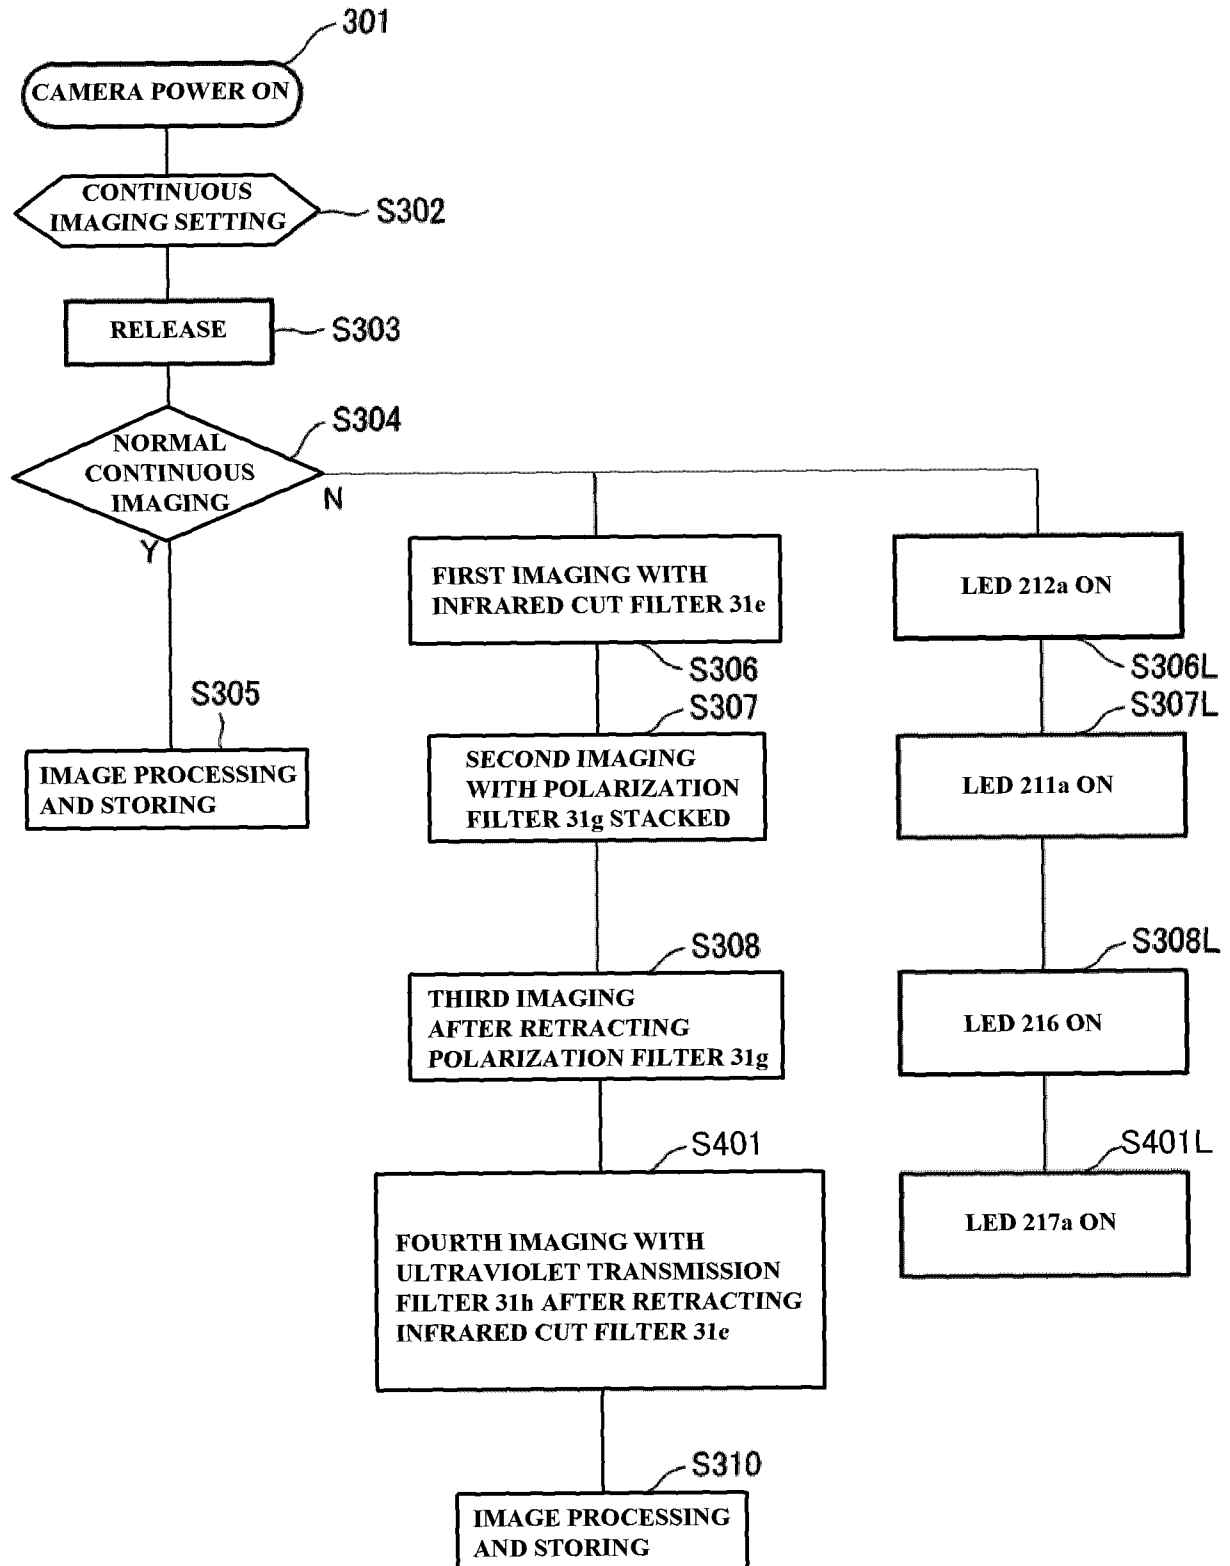 301
CAMERA POWER ON
CONTINUOUS
IMAGING SETTING
S302
RELEASE
S303
S304
NORMAL
CONTINUOUS
IMAGING
N
Y
FIRST IMAGING WITH
INFRARED CUT FILTER 31e
S306
LED 212a ON
S306L
S305
IMAGE PROCESSING
AND STORING
S307
SECOND IMAGING
WITH POLARIZATION
FILTER 31g STACKED
S307L
LED 211a ON
S308
THIRD IMAGING
AFTER RETRACTING
POLARIZATION FILTER 31g
S308L
LED 216 ON
S401
FOURTH IMAGING WITH
ULTRAVIOLET TRANSMISSION
FILTER 31h AFTER RETRACTING
INFRARED CUT FILTER 31e
S401L
LED 217a ON
S310
IMAGE PROCESSING
AND STORING